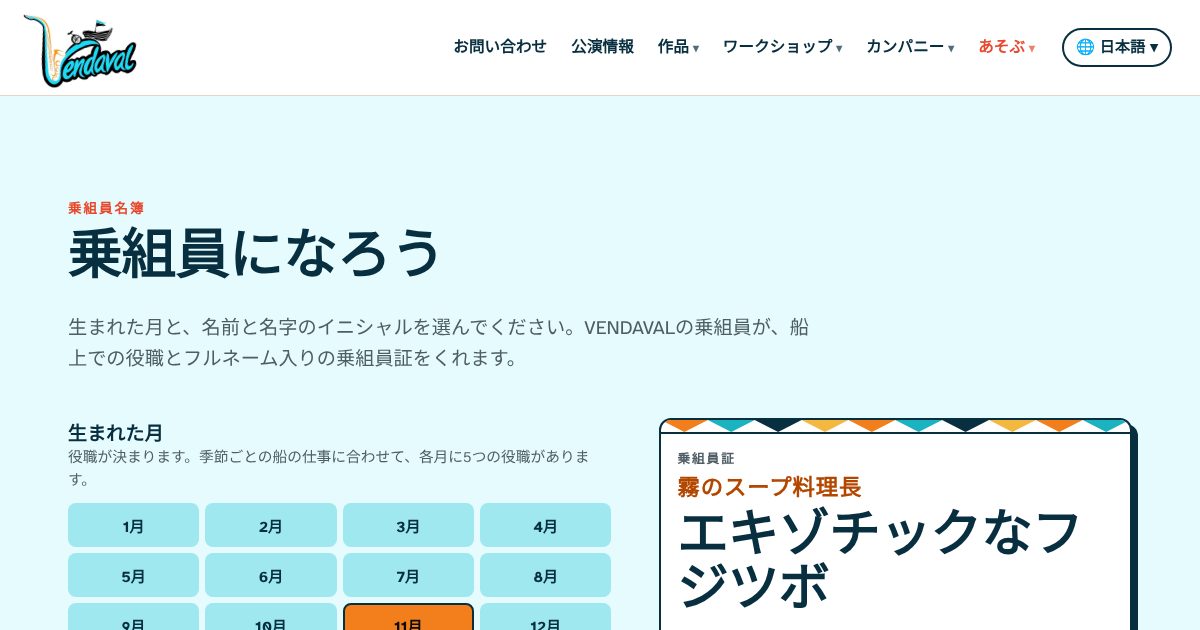 Vendaval
お問い合わせ
公演情報
作品 ▾
ワークショップ ▾
カンパニー ▾
あそぶ ▾
🌐 日本語 ▾
乗組員名簿
乗組員になろう
生まれた月と、名前と名字のイニシャルを選んでください。VENDAVALの乗組員が、船
上での役職とフルネーム入りの乗組員証をくれます。
生まれた月
役職が決まります。季節ごとの船の仕事に合わせて、各月に5つの役職がありま
す。
1月
2月
3月
4月
5月
6月
7月
8月
9月
10月
11月
12月
乗組員証
霧のスープ料理長
エキゾチックなフ
ジツボ